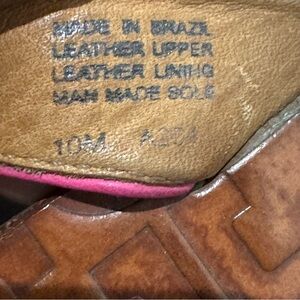 MADE IN BRAZIL
LEATHER UPPER
LEATHER LINING
MAN MADE SOLE
10M